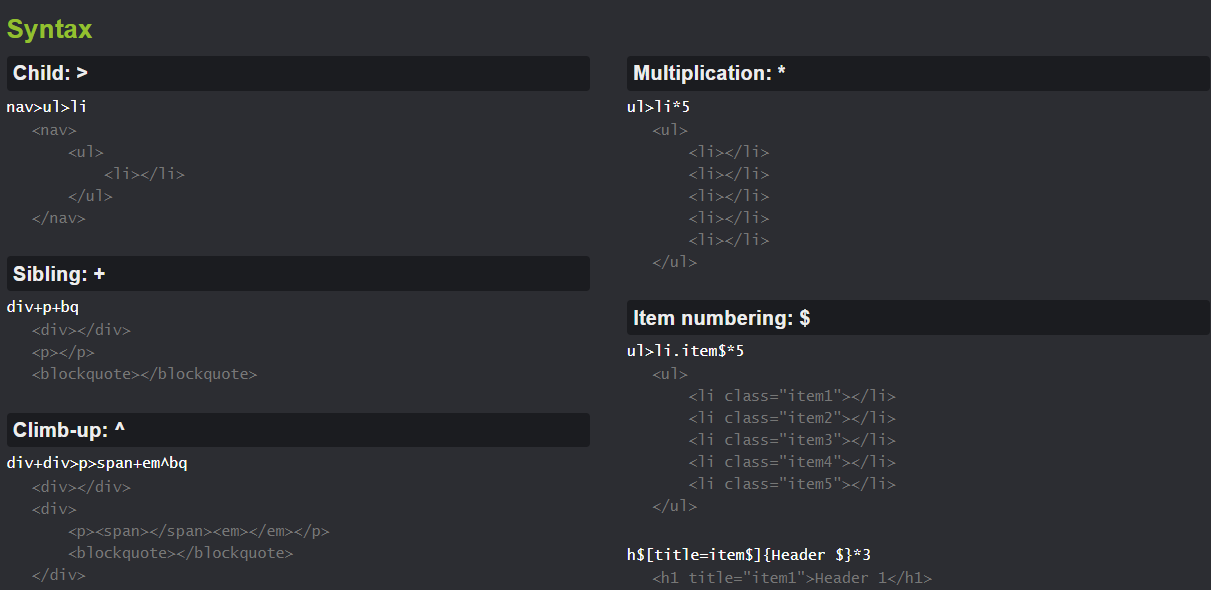 Syntax
Child: >
nav>ul>li
<nav>
<ul>
<li></li>
</ul>
</nav>
Sibling: +
div+p+bq
<div></div>
<p></p>
<blockquote></blockquote>
Climb-up: ^
div+div>p>span+em^bq
<div></div>
<div>
<p><span></span><em></em></p>
<blockquote></blockquote>
</div>
Multiplication: *
ul>li*5
<ul>
<li></li>
<li></li>
<li></li>
<li></li>
<li></li>
</ul>
Item numbering: $
ul>li.item$*5
<ul>
<li class="item1"></li>
<li class="item2"></li>
<li class="item3"></li>
<li class="item4"></li>
<li class="item5"></li>
</ul>
h$[title=item$]{Header $}*3
<h1 title="item1">Header 1</h1>